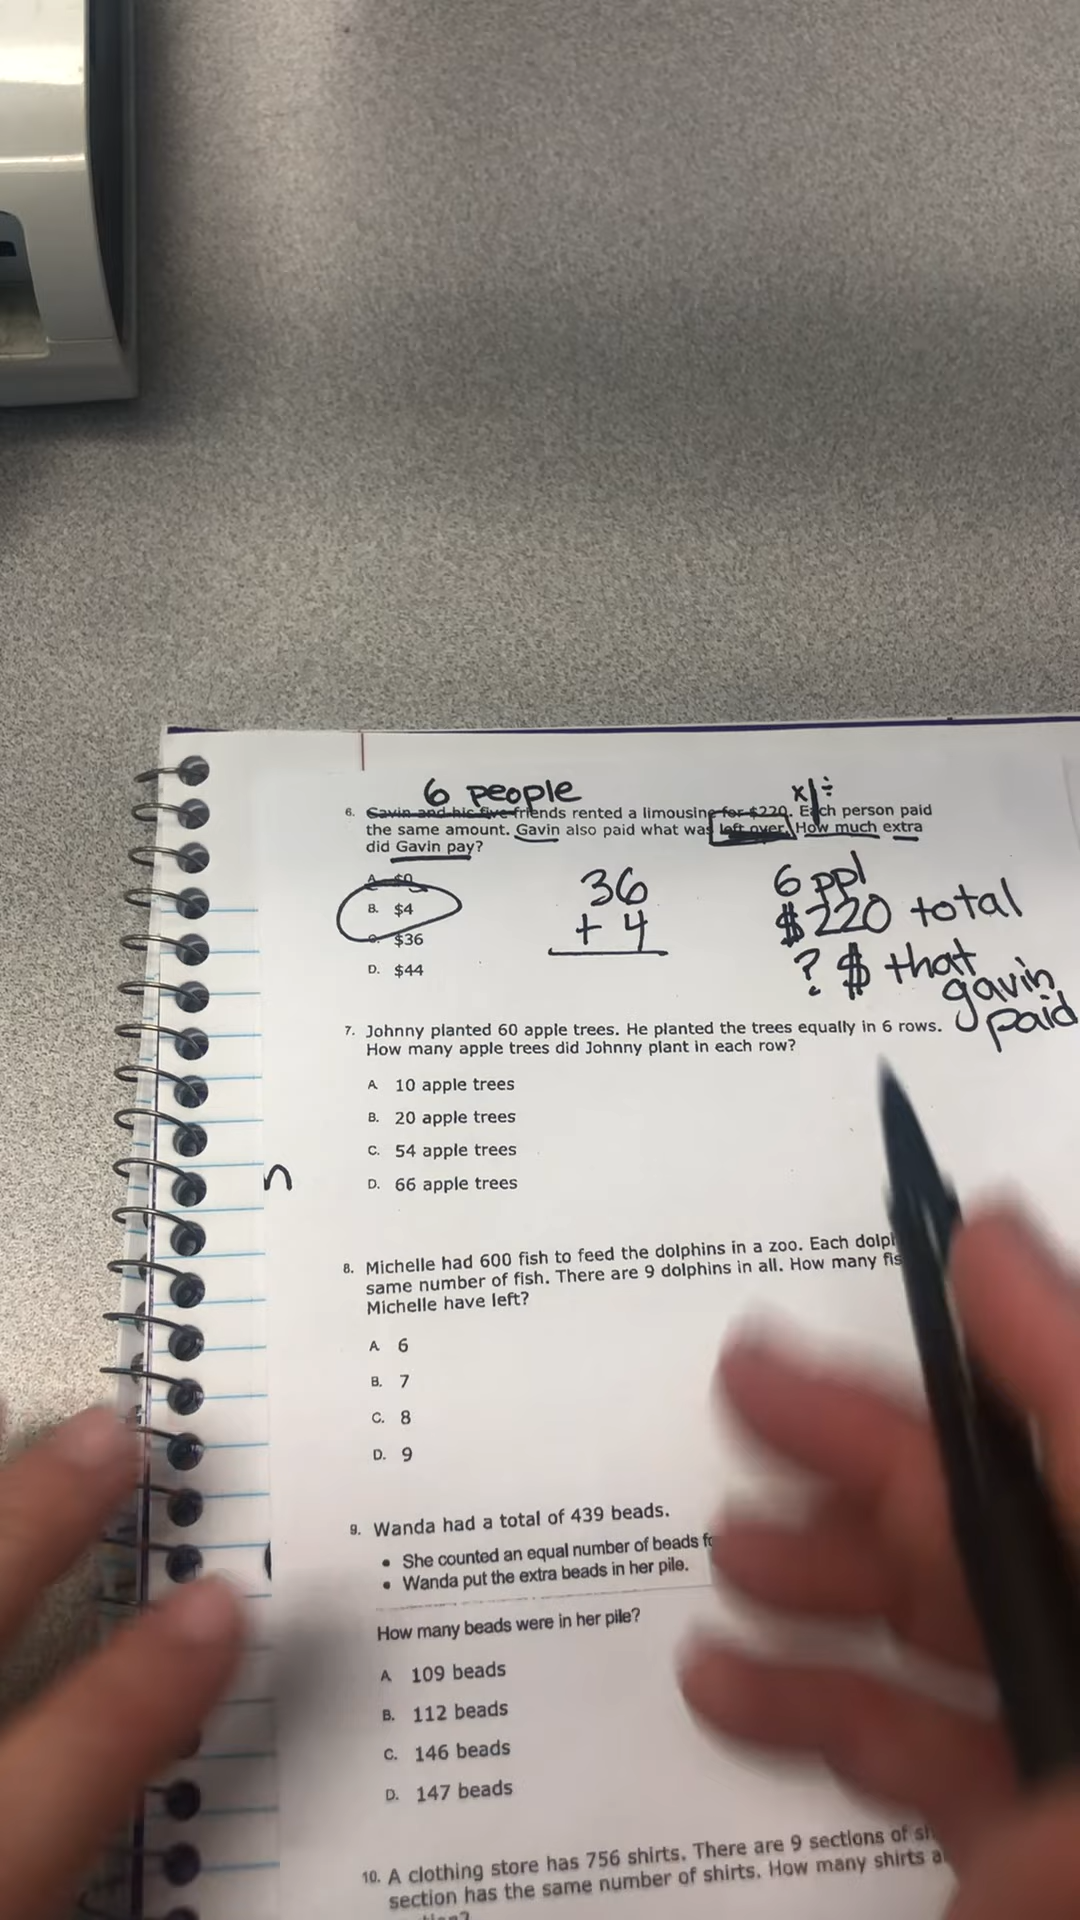 6 people
x/÷
6. Gavin and his five friends rented a limousine for $220. Each person paid
the same amount. Gavin also paid what was left over. How much extra
did Gavin pay?
A. $0
B. $4
C. $36
D. $44
36
+ 4
6 ppl
$220 total
? $ that
gavin
paid
7. Johnny planted 60 apple trees. He planted the trees equally in 6 rows.
How many apple trees did Johnny plant in each row?
A 10 apple trees
B. 20 apple trees
C. 54 apple trees
D. 66 apple trees
n
8. Michelle had 600 fish to feed the dolphins in a zoo. Each
same number of fish. There are 9 dolphins in all. How many
Michelle have left?
A 6
B. 7
C. 8
D. 9
9. Wanda had a total of 439 beads.
• She counted an equal number of beads
• Wanda put the extra beads in her pile.
How many beads were in her pile?
A 109 beads
B. 112 beads
C. 146 beads
D. 147 beads
10. A clothing store has 756 shirts. There are 9 sections of
section has the same number of shirts. How many shirts